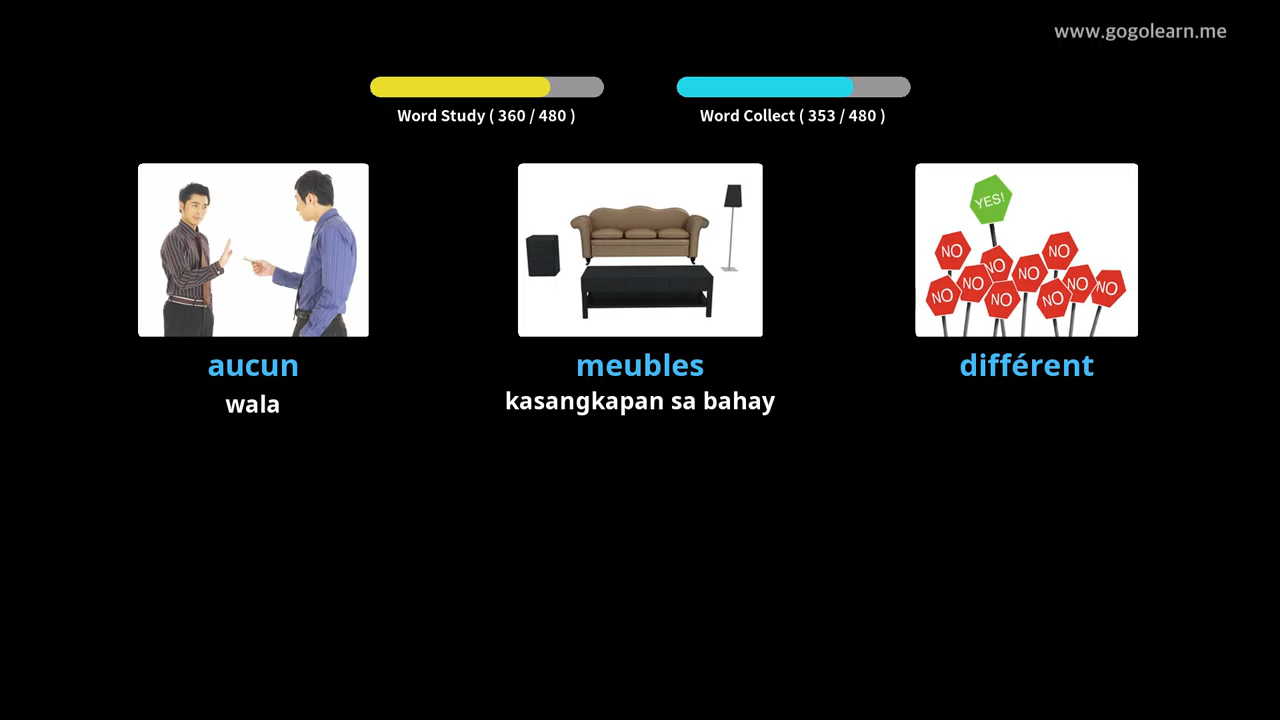 www.gogolearn.me
Word Study ( 360 / 480 )
Word Collect ( 353 / 480 )
YES!
NO
NO
NO
NO
NO
NO
NO
NO
NO
NO
aucun
meubles
différent
wala
kasangkapan sa bahay